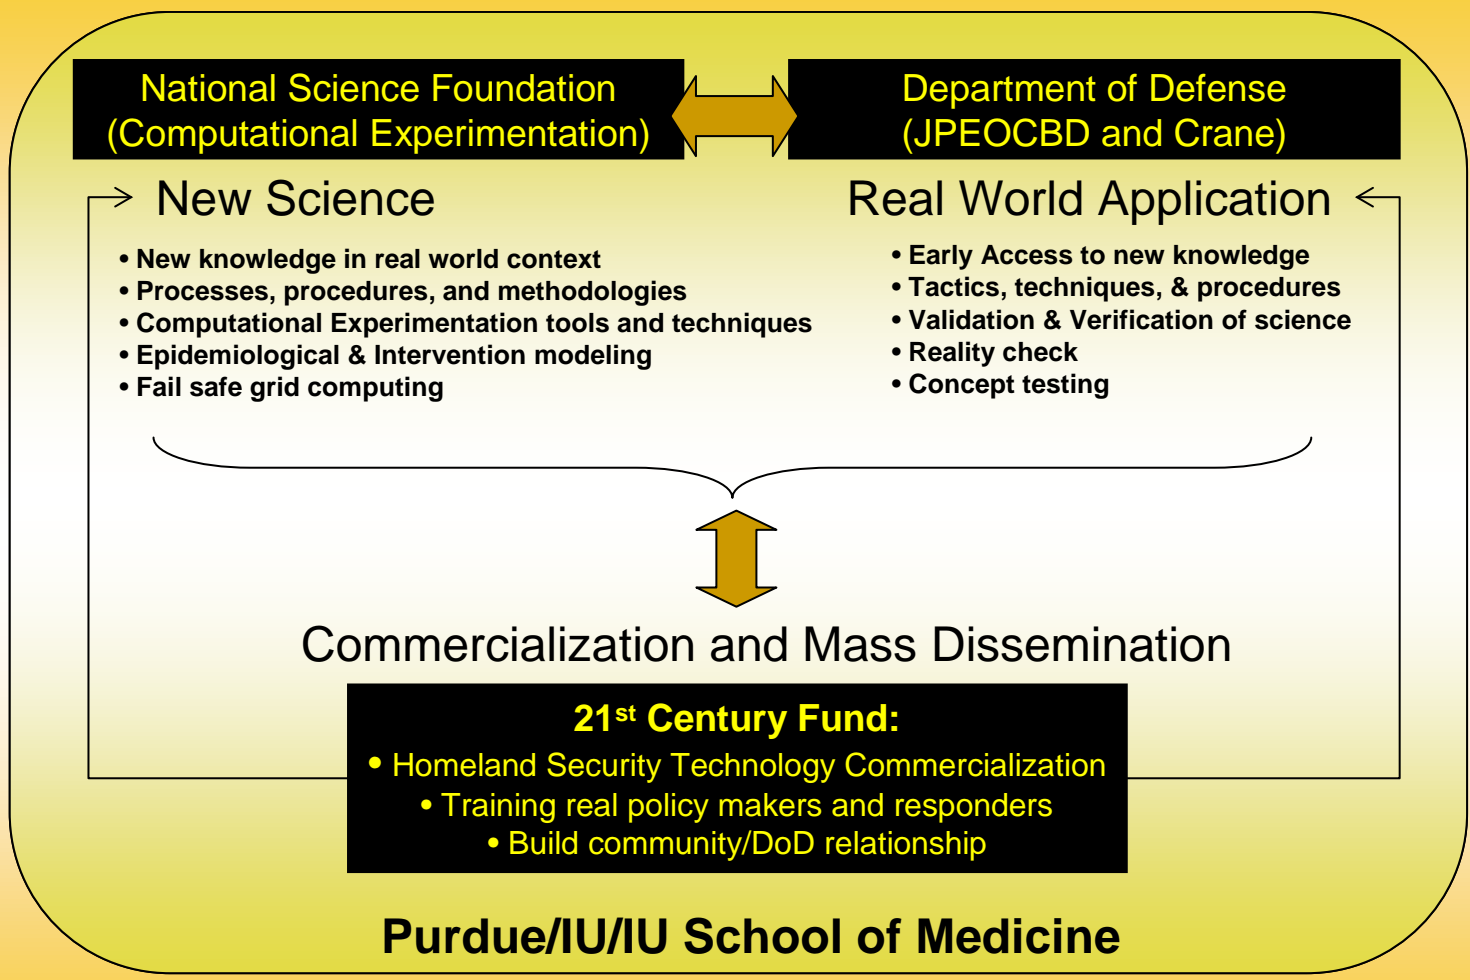 National Science Foundation
(Computational Experimentation)
Department of Defense
(JPEOCBD and Crane)
New Science
• New knowledge in real world context
• Processes, procedures, and methodologies
• Computational Experimentation tools and techniques
• Epidemiological & Intervention modeling
• Fail safe grid computing
Real World Application
• Early Access to new knowledge
• Tactics, techniques, & procedures
• Validation & Verification of science
• Reality check
• Concept testing
Commercialization and Mass Dissemination
21st Century Fund:
• Homeland Security Technology Commercialization
• Training real policy makers and responders
• Build community/DoD relationship
Purdue/IU/IU School of Medicine